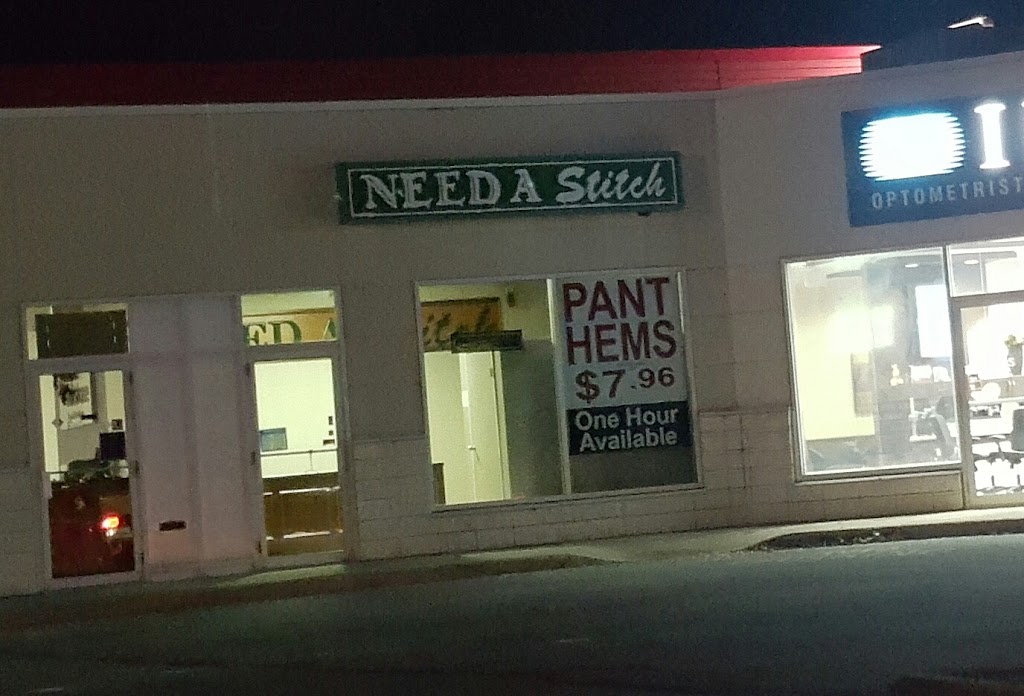 NEED A Stitch
OPTOMETRIST
PANT
HEMS
$7.96
One Hour
Available